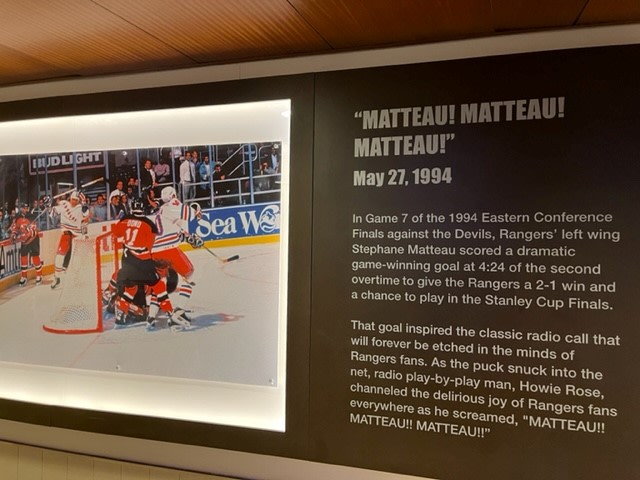 BUD LIGHT
Sea Wo
"MATTEAU! MATTEAU!
MATTEAU!"
May 27, 1994
In Game 7 of the 1994 Eastern Conference
Finals against the Devils, Rangers' left wing
Stephane Matteau scored a dramatic
game-winning goal at 4:24 of the second
overtime to give the Rangers a 2-1 win and
a chance to play in the Stanley Cup Finals.
That goal inspired the classic radio call that
will forever be etched in the minds of
Rangers fans. As the puck snuck into the
net, radio play-by-play man, Howie Rose,
channeled the delirious joy of Rangers fans
everywhere as he screamed, "MATTEAU!!
MATTEAU!! MATTEAU!!"